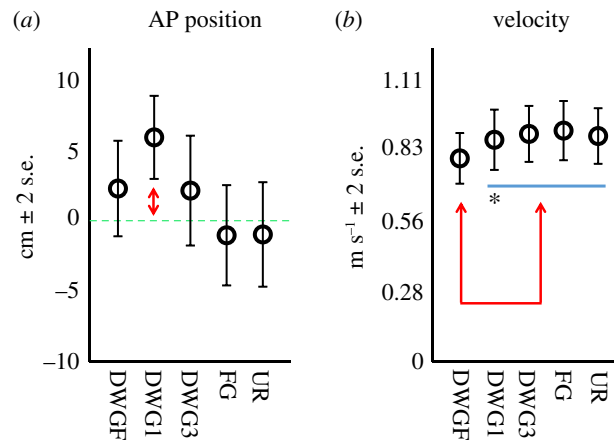 (a) AP position
cm ± 2 s.e.
10
5
0
–5
–10
DWGF
DWG1
DWG3
FG
UR
(b) velocity
m s⁻¹ ± 2 s.e.
1.11
0.83
0.56
0.28
0
*
DWGF
DWG1
DWG3
FG
UR